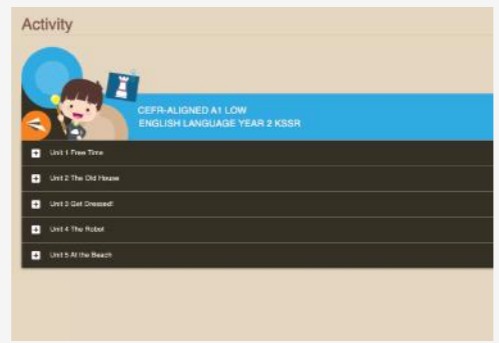 Activity
CEFR-ALIGNED A1 LOW
ENGLISH LANGUAGE YEAR 2 KSSR
Unit 1 Free Time
Unit 2 The Old House
Unit 3 Get Dressed!
Unit 4 The Robot
Unit 5 At the Beach